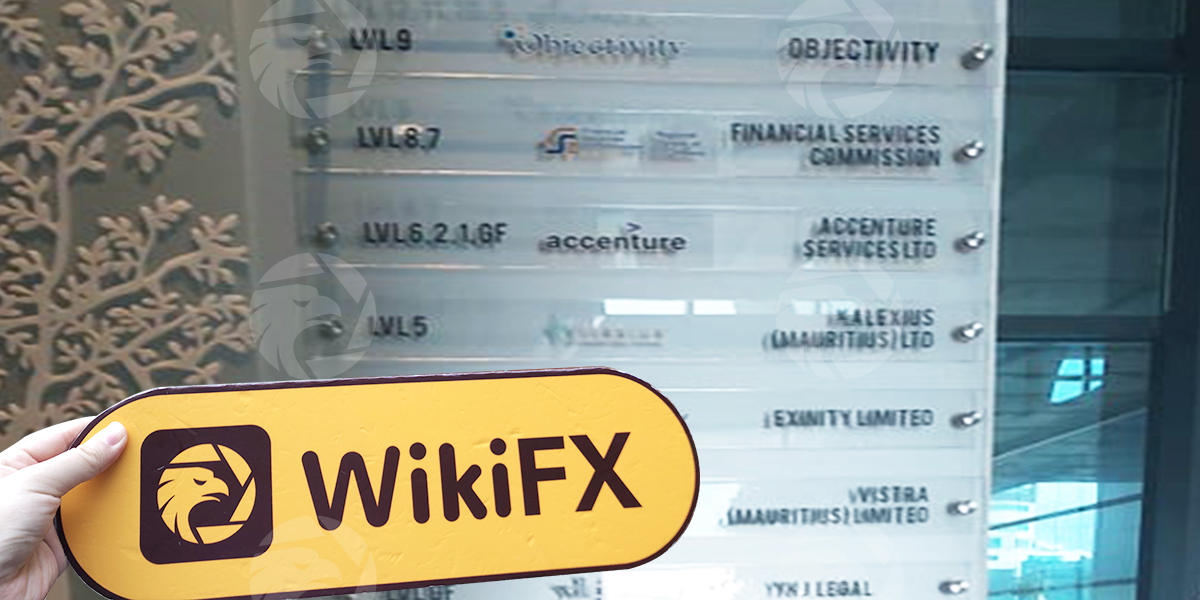 LVL9 Objectivity OBJECTIVITY
LVL8,7 FINANCIAL SERVICES
COMMISSION
LVL6,2,1,GF accenture ACCENTURE
SERVICES LTD
LVL5 KALEXIUS
(MAURITIUS) LTD
EXINITY LIMITED
VISTRA
(MAURITIUS) LIMITED
LEGAL
WikiFX